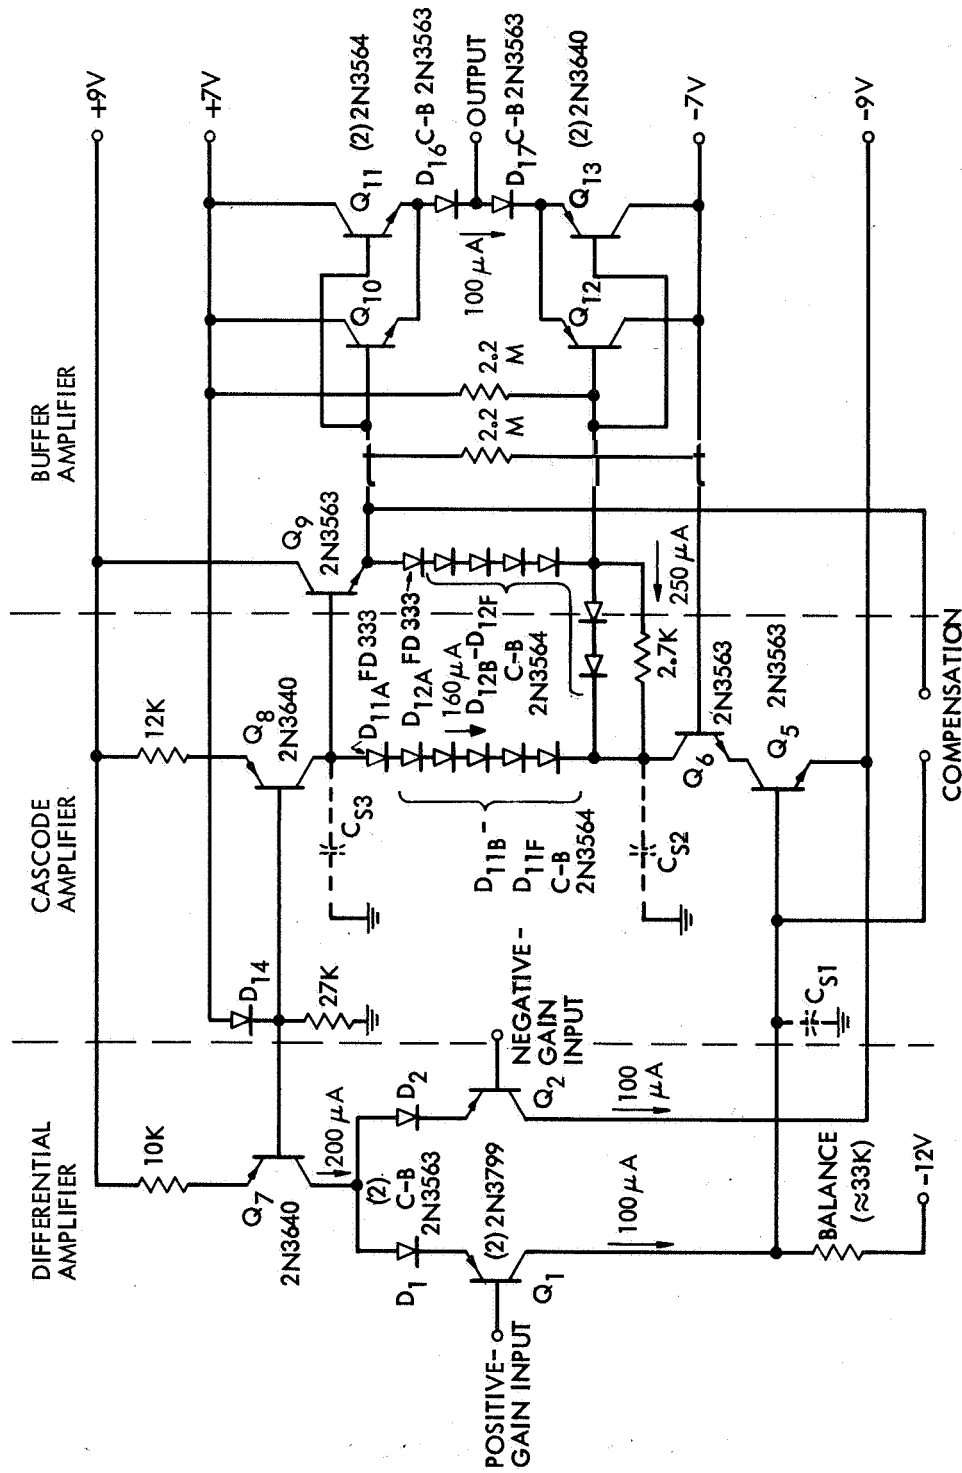 DIFFERENTIAL
AMPLIFIER
CASCODE
AMPLIFIER
BUFFER
AMPLIFIER
+9V
+7V
10K
12K
Q7
2N3640
D14
27K
Q8
2N3640
Q9
2N3563
Q10
Q11
(2) 2N3564
D16 C-B 2N3563
OUTPUT
D17 C-B 2N3563
100 μA
Q12
Q13
(2) 2N3640
2.2
M
2.2
M
200 μA
(2)
C-B
2N3563
D1
D2
(2) 2N3799
Q1
Q2
POSITIVE-
GAIN INPUT
NEGATIVE-
GAIN
INPUT
100 μA
100
μA
CS3
D11A
FD 333
D12A
FD 333
160 μA
D12B-D12F
C-B
2N3564
D11B-
D11F
C-B
2N3564
250 μA
2.7K
CS2
Q6
2N3563
Q5
2N3563
CS1
BALANCE
(≈33K)
-12V
-7V
-9V
COMPENSATION